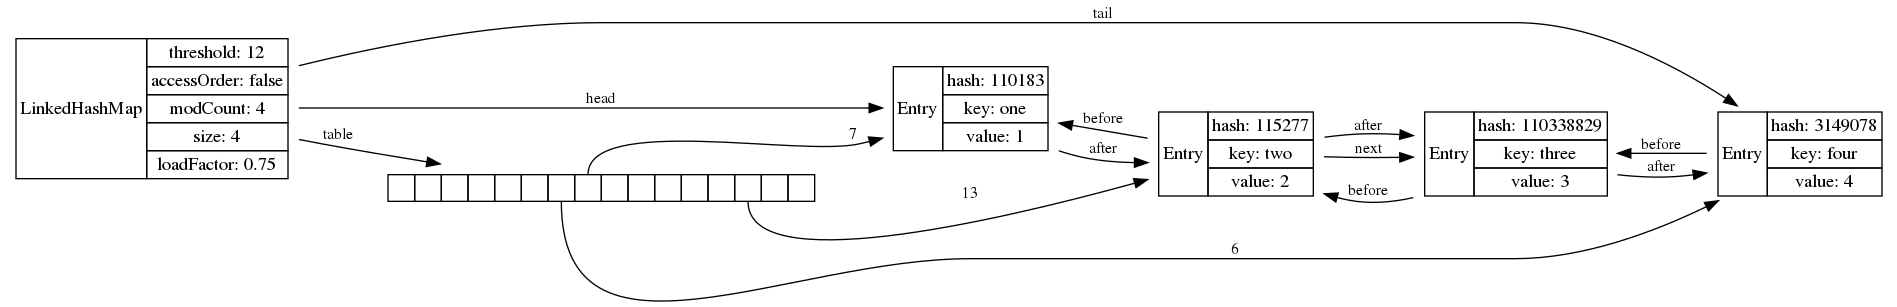 tail
LinkedHashMap
threshold: 12
accessOrder: false
modCount: 4
size: 4
loadFactor: 0.75
head
table
7
Entry
hash: 110183
key: one
value: 1
before
after
13
Entry
hash: 115277
key: two
value: 2
after
next
before
Entry
hash: 110338829
key: three
value: 3
before
after
Entry
hash: 3149078
key: four
value: 4
6